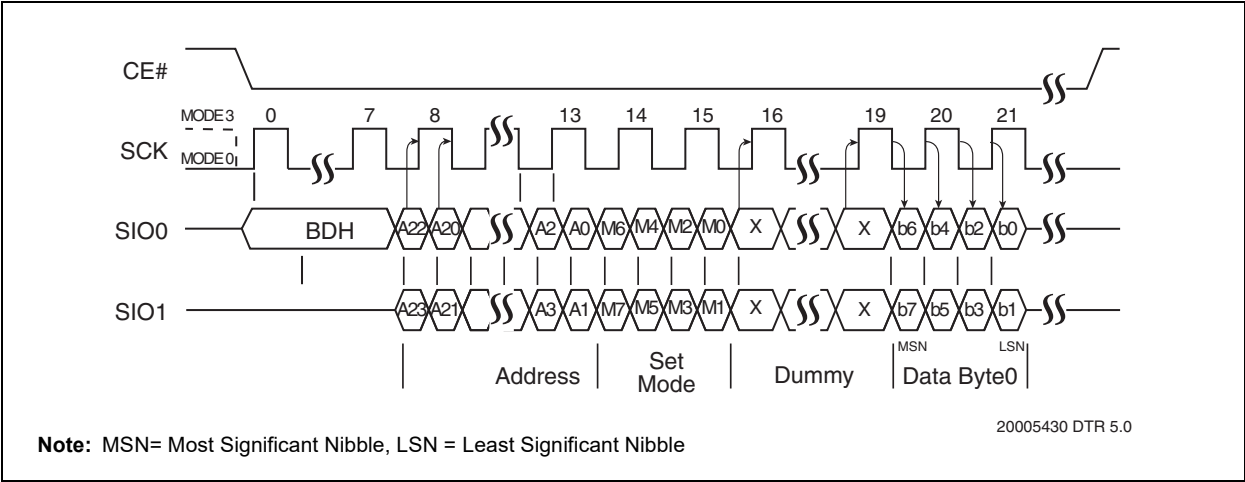 CE#
MODE 3 0 7 8 13 14 15 16 19 20 21
SCK
MODE 0
SIO0 BDH A22 A20 A2 A0 M6 M4 M2 M0 X X b6 b4 b2 b0
SIO1 A23 A21 A3 A1 M7 M5 M3 M1 X X b7 b5 b3 b1
MSN LSN
Address Set Mode Dummy Data Byte0
20005430 DTR 5.0
Note: MSN= Most Significant Nibble, LSN = Least Significant Nibble